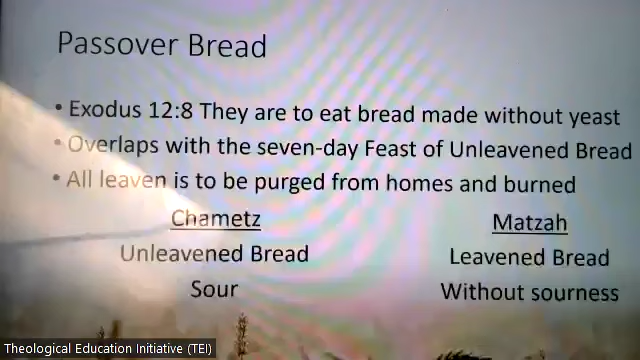 Passover Bread
• Exodus 12:8 They are to eat bread made without yeast
• Overlaps with the seven-day Feast of Unleavened Bread
• All leaven is to be purged from homes and burned
Chametz Matzah
Unleavened Bread Leavened Bread
Sour Without sourness
Theological Education Initiative (TEI)